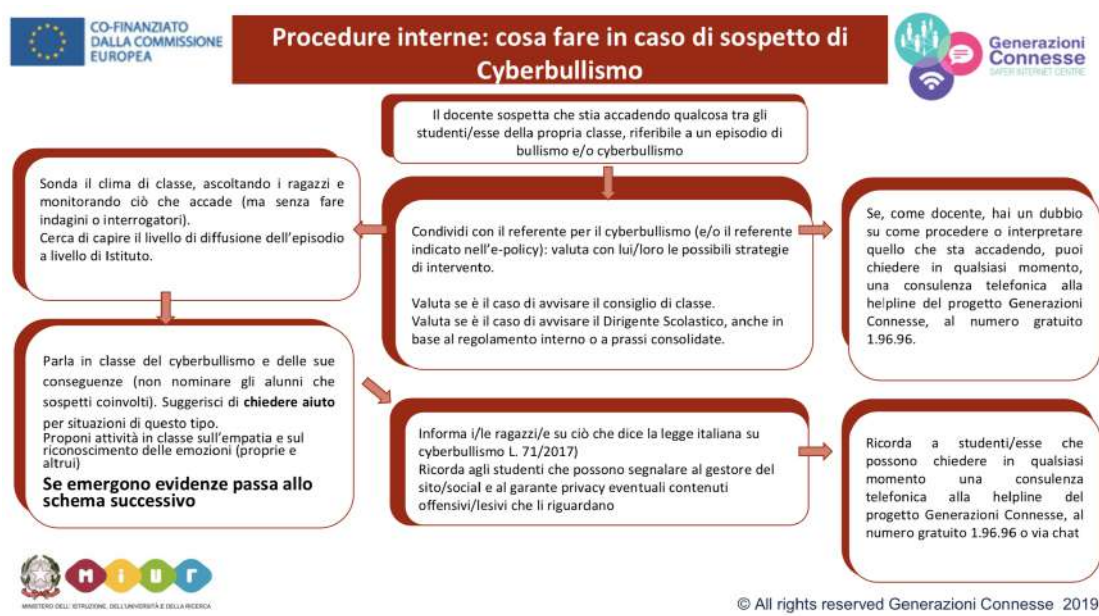 CO-FINANZIATO
DALLA COMMISSIONE
EUROPEA
Procedure interne: cosa fare in caso di sospetto di
Cyberbullismo
Generazioni
Connesse
SAFER INTERNET CENTRE
Il docente sospetta che stia accadendo qualcosa tra gli
studenti/esse della propria classe, riferibile a un episodio di
bullismo e/o cyberbullismo
Condividi con il referente per il cyberbullismo (e/o il referente
indicato nell'e-policy): valuta con lui/loro le possibili strategie
di intervento.
Valuta se è il caso di avvisare il consiglio di classe.
Valuta se è il caso di avvisare il Dirigente Scolastico, anche in
base al regolamento interno o a prassi consolidate.
Se, come docente, hai un dubbio
su come procedere o interpretare
quello che sta accadendo, puoi
chiedere in qualsiasi momento,
una consulenza telefonica alla
helpline del progetto Generazioni
Connesse, al numero gratuito
1.96.96.
Sonda il clima di classe, ascoltando i ragazzi e
monitorando ciò che accade (ma senza fare
indagini o interrogatori).
Cerca di capire il livello di diffusione dell'episodio
a livello di Istituto.
Parla in classe del cyberbullismo e delle sue
conseguenze (non nominare gli alunni che
sospetti coinvolti). Suggerisci di chiedere aiuto
per situazioni di questo tipo.
Proponi attività in classe sull'empatia e sul
riconoscimento delle emozioni (proprie e
altrui)
Se emergono evidenze passa allo
schema successivo
Informa i/le ragazzi/e su ciò che dice la legge italiana su
cyberbullismo L. 71/2017)
Ricorda agli studenti che possono segnalare al gestore del
sito/social e al garante privacy eventuali contenuti
offensivi/lesivi che li riguardano
Ricorda a studenti/esse che
possono chiedere in qualsiasi
momento una consulenza
telefonica alla helpline del
progetto Generazioni Connesse, al
numero gratuito 1.96.96 o via chat
MIUR
MINISTERO DELL'ISTRUZIONE, DELL'UNIVERSITÀ E DELLA RICERCA
© All rights reserved Generazioni Connesse 2019